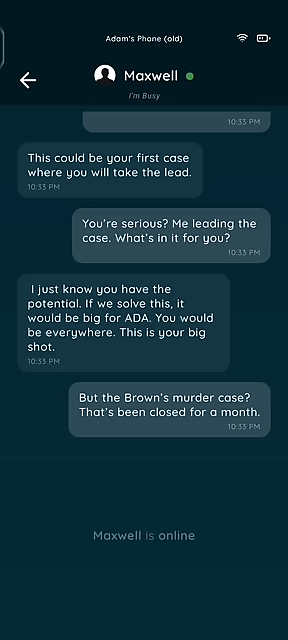 Adam's Phone (old)
Maxwell
I'm Busy
10:33 PM
This could be your first case
where you will take the lead.
10:33 PM
You're serious? Me leading the
case. What's in it for you?
10:33 PM
I just know you have the
potential. If we solve this, it
would be big for ADA. You would
be everywhere. This is your big
shot.
10:33 PM
But the Brown's murder case?
That's been closed for a month.
10:33 PM
Maxwell is online